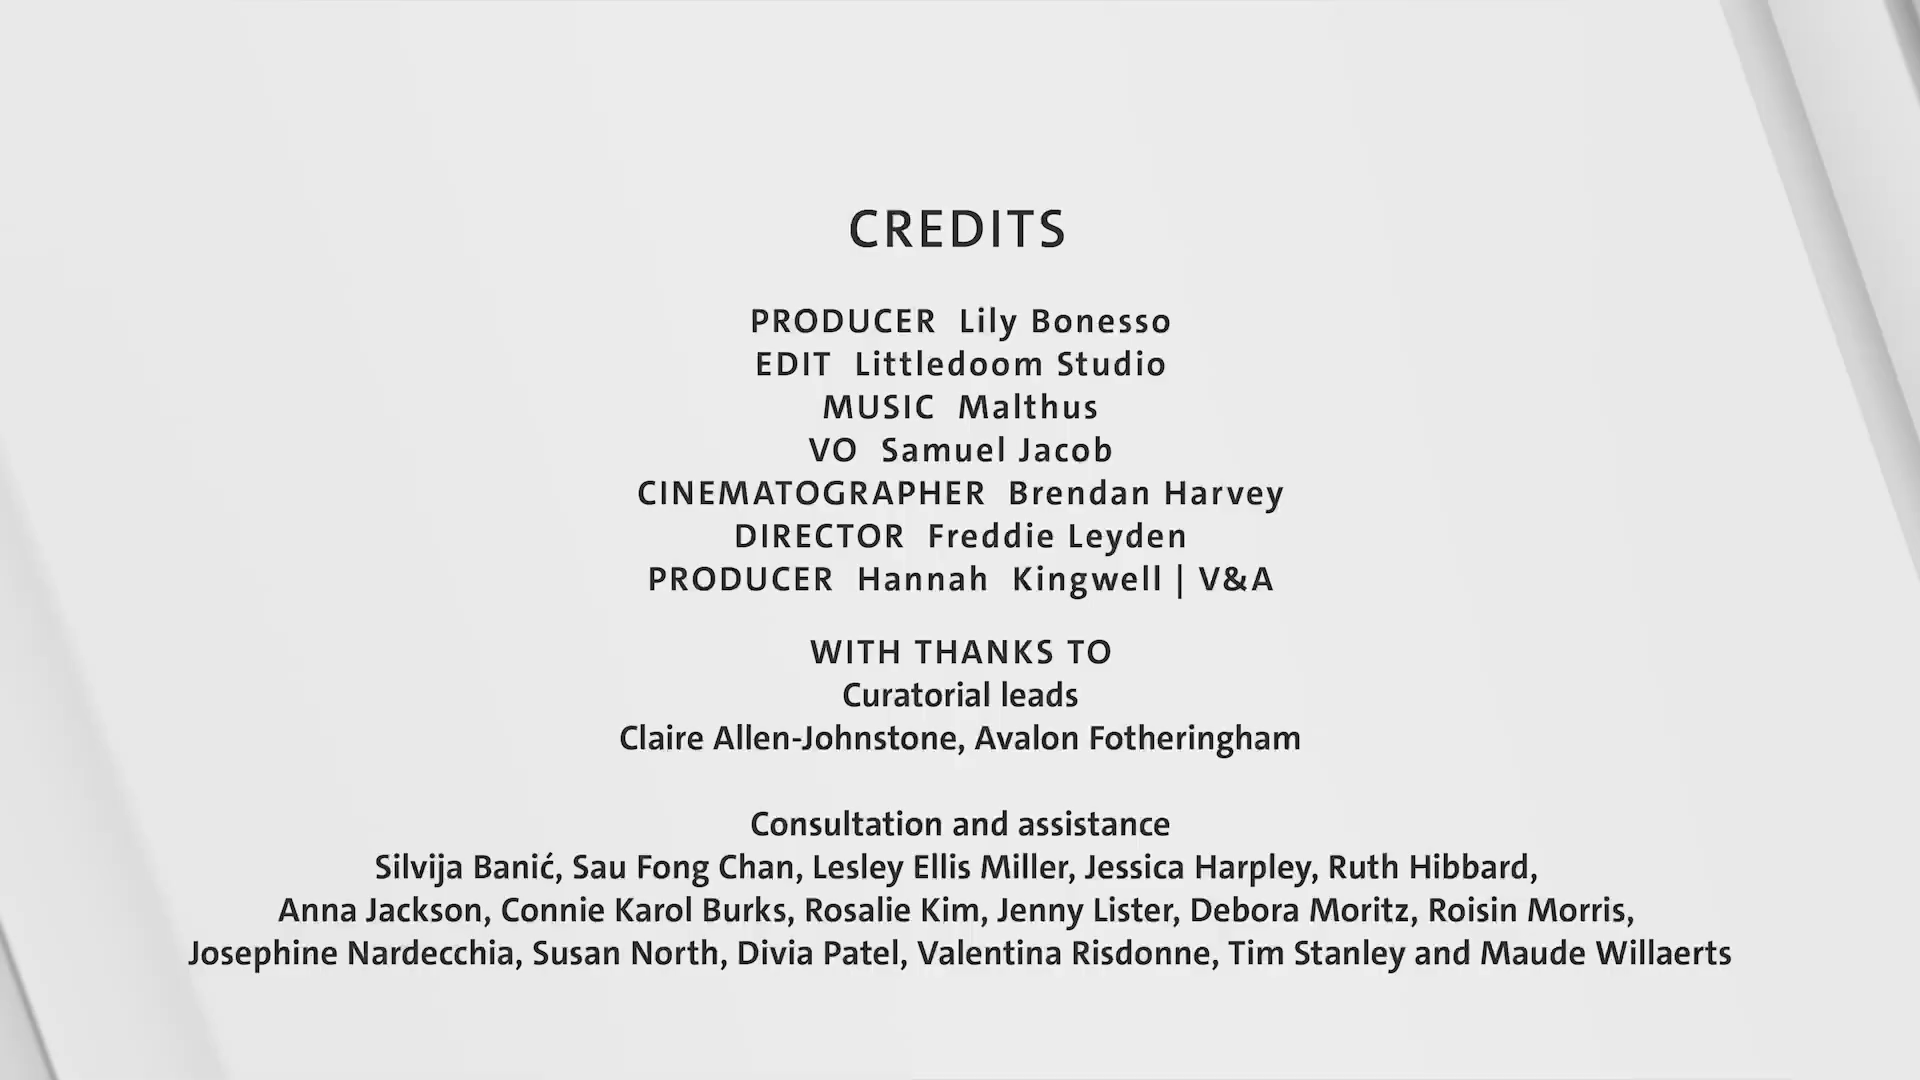 CREDITS
PRODUCER Lily Bonesso
EDIT Littledoom Studio
MUSIC Malthus
VO Samuel Jacob
CINEMATOGRAPHER Brendan Harvey
DIRECTOR Freddie Leyden
PRODUCER Hannah Kingwell | V&A
WITH THANKS TO
Curatorial leads
Claire Allen-Johnstone, Avalon Fotheringham
Consultation and assistance
Silvija Banić, Sau Fong Chan, Lesley Ellis Miller, Jessica Harpley, Ruth Hibbard,
Anna Jackson, Connie Karol Burks, Rosalie Kim, Jenny Lister, Debora Moritz, Roisin Morris,
Josephine Nardecchia, Susan North, Divia Patel, Valentina Risdonne, Tim Stanley and Maude Willaerts